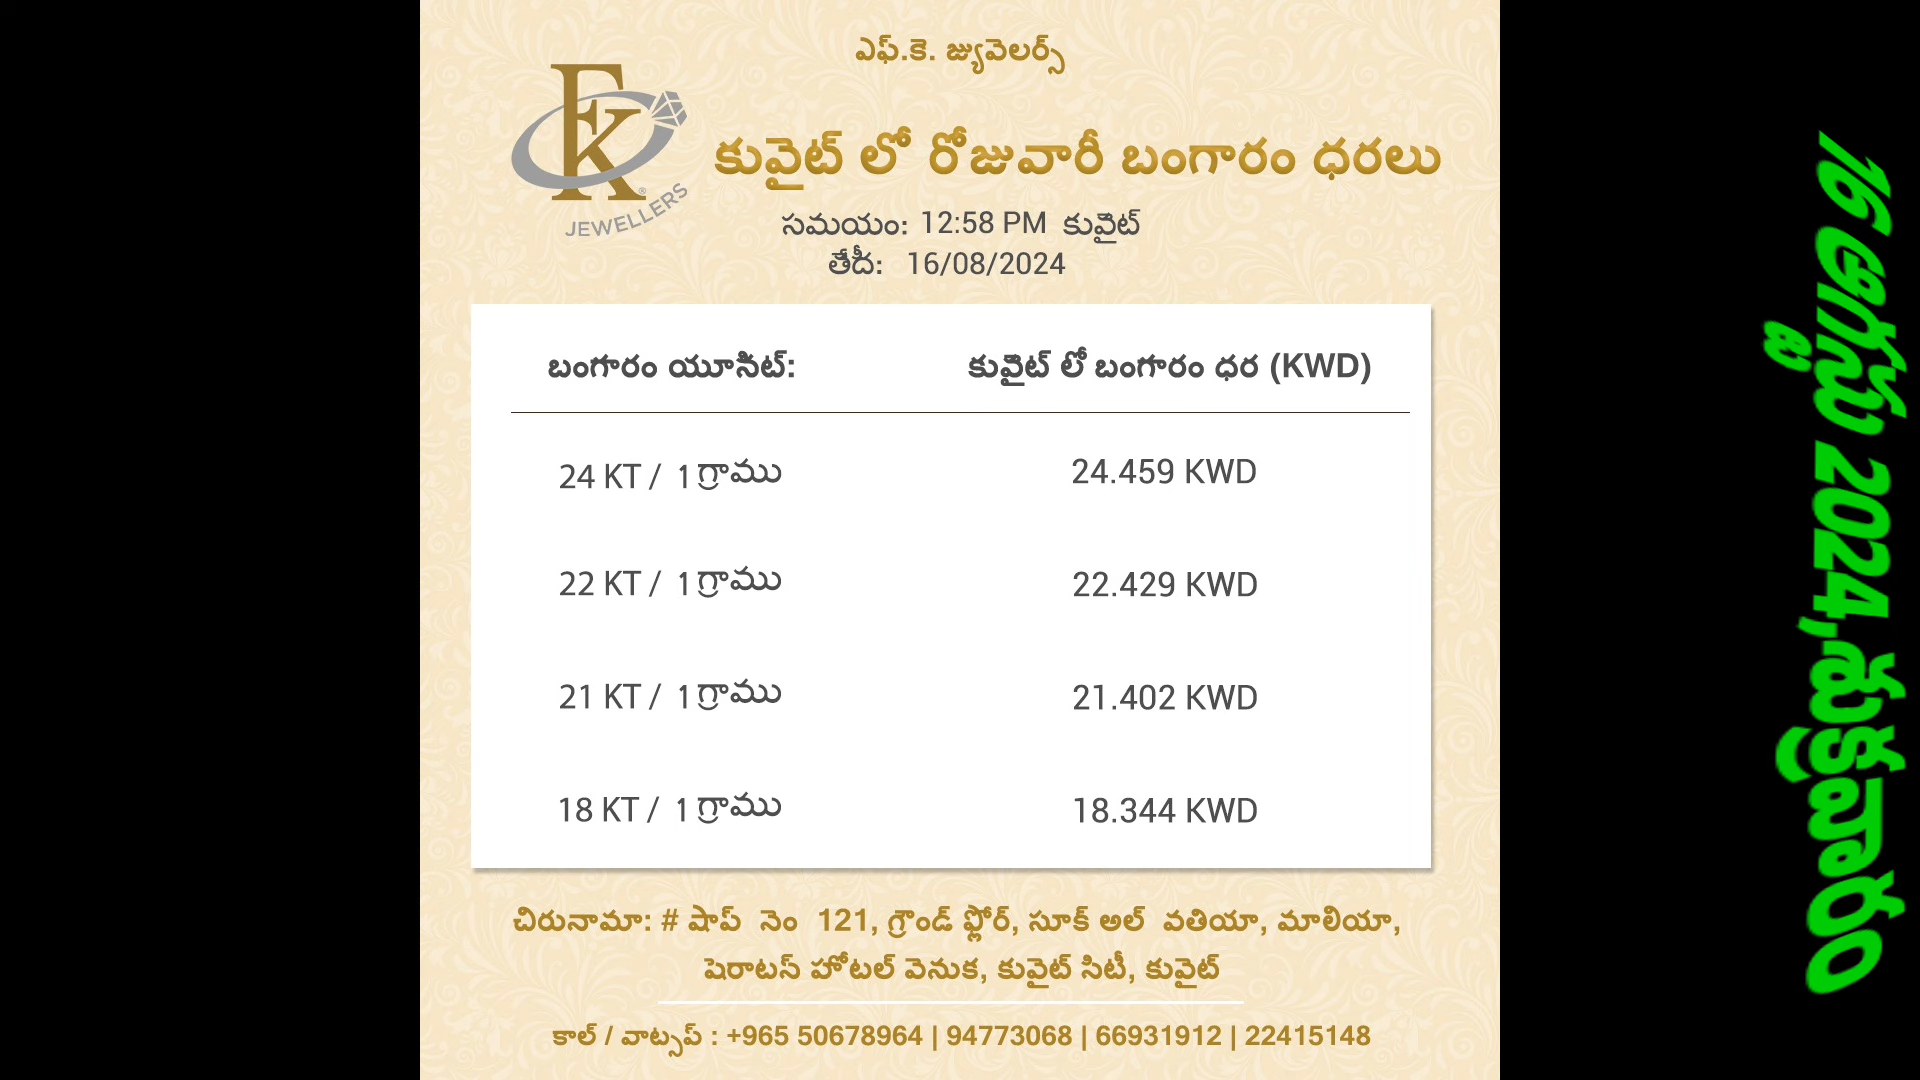 ఎఫ్.కె. జ్యువెలర్స్
FK
®
JEWELLERS
కువైట్ లో రోజువారీ బంగారం ధరలు
సమయం: 12:58 PM కువైట్
తేదీ: 16/08/2024
బంగారం యూనిట్: కువైట్ లో బంగారం ధర (KWD)
24 KT / 1 గ్రాము 24.459 KWD
22 KT / 1 గ్రాము 22.429 KWD
21 KT / 1 గ్రాము 21.402 KWD
18 KT / 1 గ్రాము 18.344 KWD
చిరునామా: # షాప్ నెం 121, గ్రౌండ్ ఫ్లోర్, సూక్ అల్ వతియా, మాలియా,
షెరాటన్ హోటల్ వెనుక, కువైట్ సిటీ, కువైట్
కాల్ / వాట్సప్ : +965 50678964 | 94773068 | 66931912 | 22415148
16 ఆగస్టు 2024,శుక్రవారం